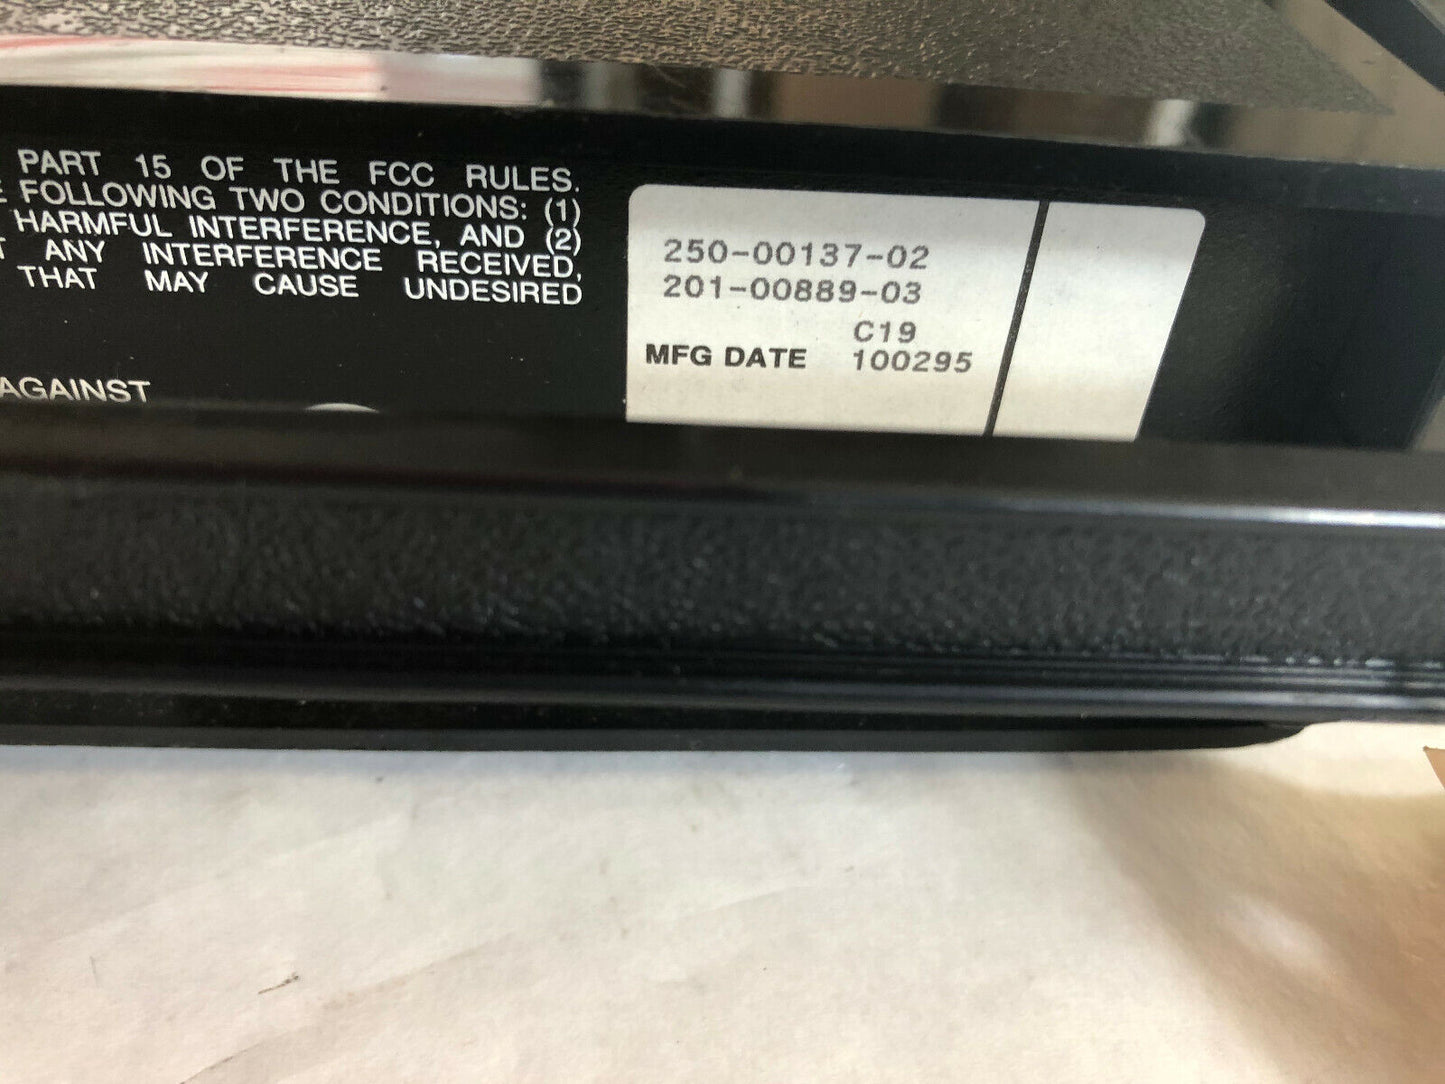 PART 15 OF THE FCC RULES.
FOLLOWING TWO CONDITIONS: (1)
HARMFUL INTERFERENCE, AND (2)
ANY INTERFERENCE RECEIVED,
THAT MAY CAUSE UNDESIRED
AGAINST
250-00137-02
201-00889-03
C19
MFG DATE 100295